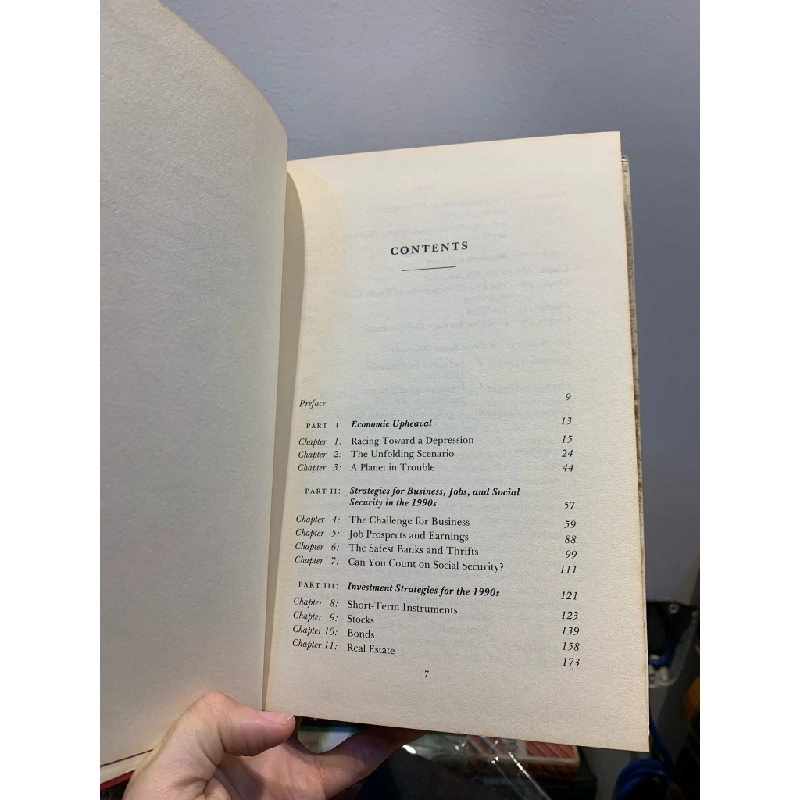 CONTENTS
Preface 9
PART I Economic Upheaval 13
Chapter 1: Racing Toward a Depression 15
Chapter 2: The Unfolding Scenario 24
Chapter 3: A Planet in Trouble 44
PART II: Strategies for Business, Jobs, and Social
Security in the 1990s 57
Chapter 4: The Challenge for Business 59
Chapter 5: Job Prospects and Earnings 88
Chapter 6: The Safest Banks and Thrifts 99
Chapter 7: Can You Count on Social Security? 111
PART III: Investment Strategies for the 1990s 121
Chapter 8: Short-Term Instruments 123
Chapter 9: Stocks 139
Chapter 10: Bonds 158
Chapter 11: Real Estate 173
7